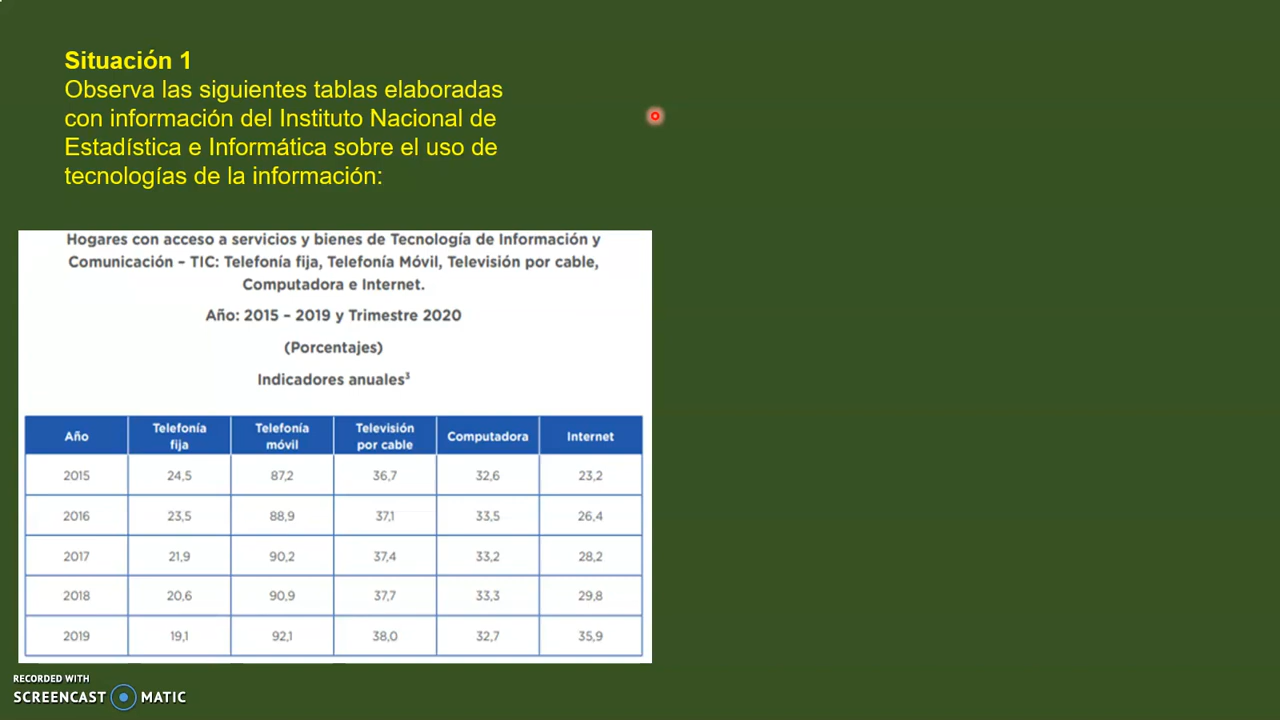 Situación 1
Observa las siguientes tablas elaboradas
con información del Instituto Nacional de
Estadística e Informática sobre el uso de
tecnologías de la información:
Hogares con acceso a servicios y bienes de Tecnología de Información y
Comunicación – TIC: Telefonía fija, Telefonía Móvil, Televisión por cable,
Computadora e Internet.
Año: 2015 – 2019 y Trimestre 2020
(Porcentajes)
Indicadores anuales³
Año Telefonía fija Telefonía móvil Televisión por cable Computadora Internet
2015 24,5 87,2 36,7 32,6 23,2
2016 23,5 88,9 37,1 33,5 26,4
2017 21,9 90,2 37,4 33,2 28,2
2018 20,6 90,9 37,7 33,3 29,8
2019 19,1 92,1 38,0 32,7 35,9
RECORDED WITH
SCREENCAST MATIC